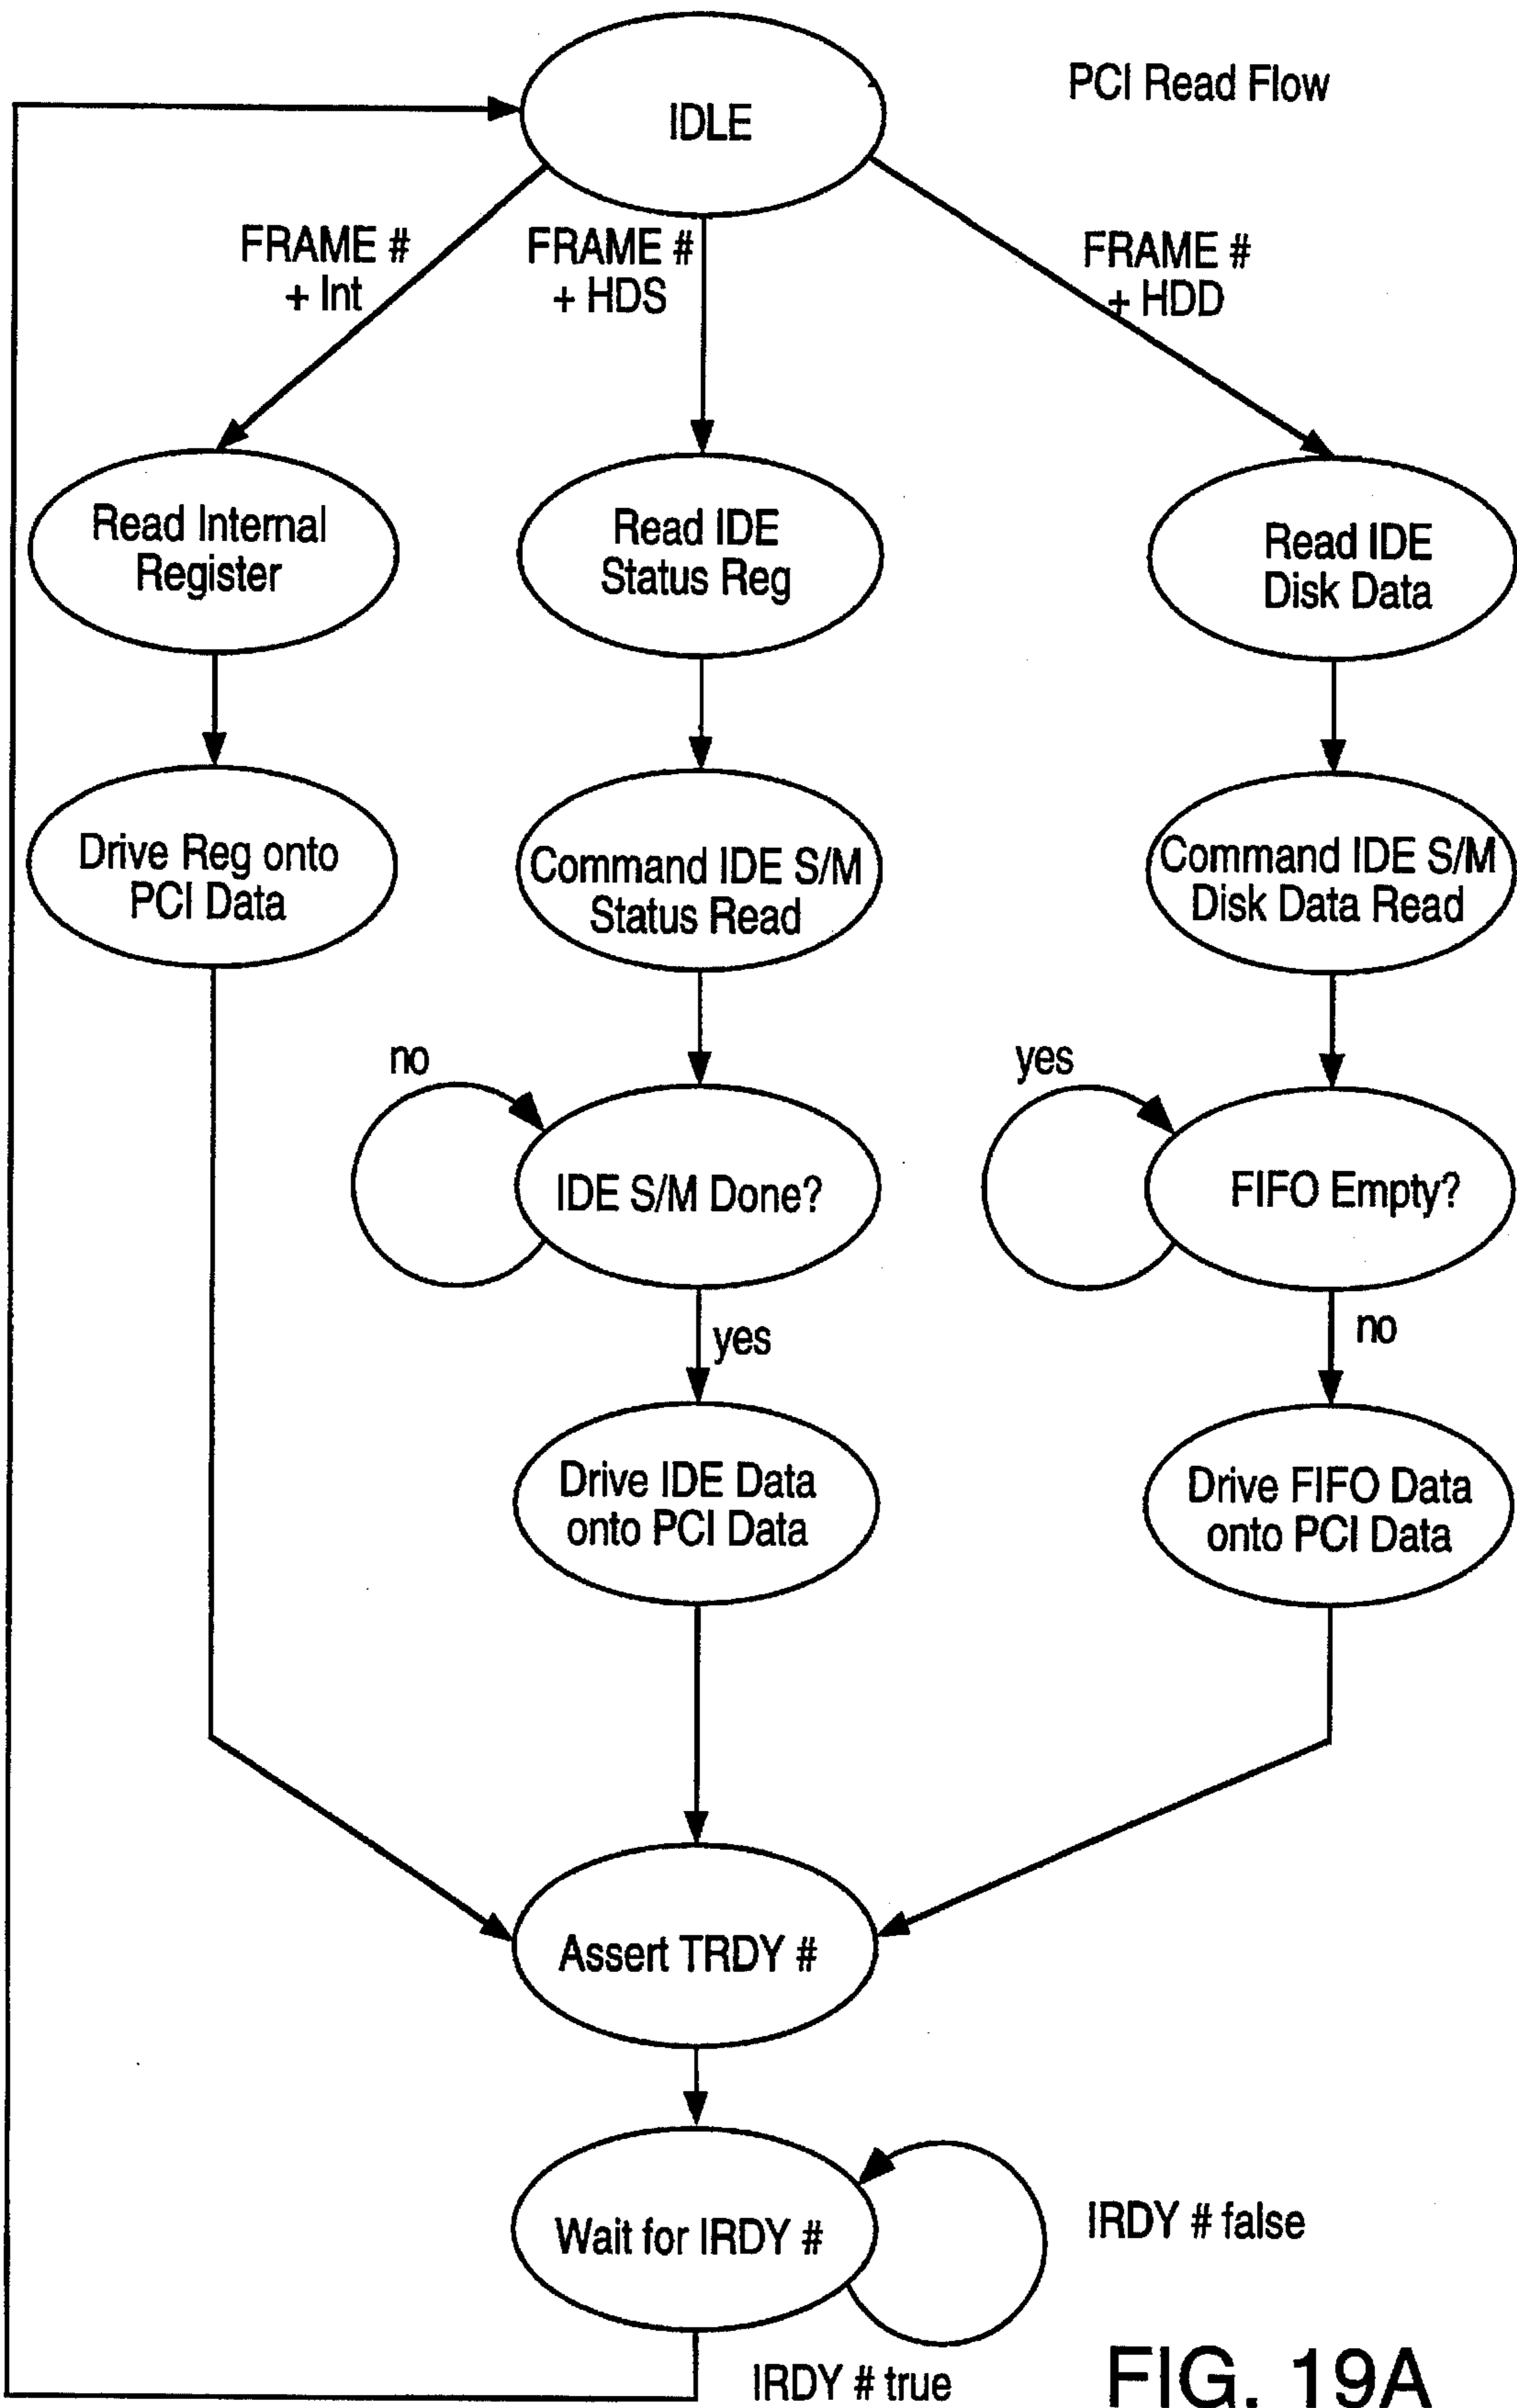 PCI Read Flow
IDLE
FRAME #
+ Int
FRAME #
+ HDS
FRAME #
+ HDD
Read Internal
Register
Read IDE
Status Reg
Read IDE
Disk Data
Drive Reg onto
PCI Data
Command IDE S/M
Status Read
Command IDE S/M
Disk Data Read
no
yes
IDE S/M Done?
FIFO Empty?
yes
no
Drive IDE Data
onto PCI Data
Drive FIFO Data
onto PCI Data
Assert TRDY #
Wait for IRDY #
IRDY # false
IRDY # true
FIG. 19A